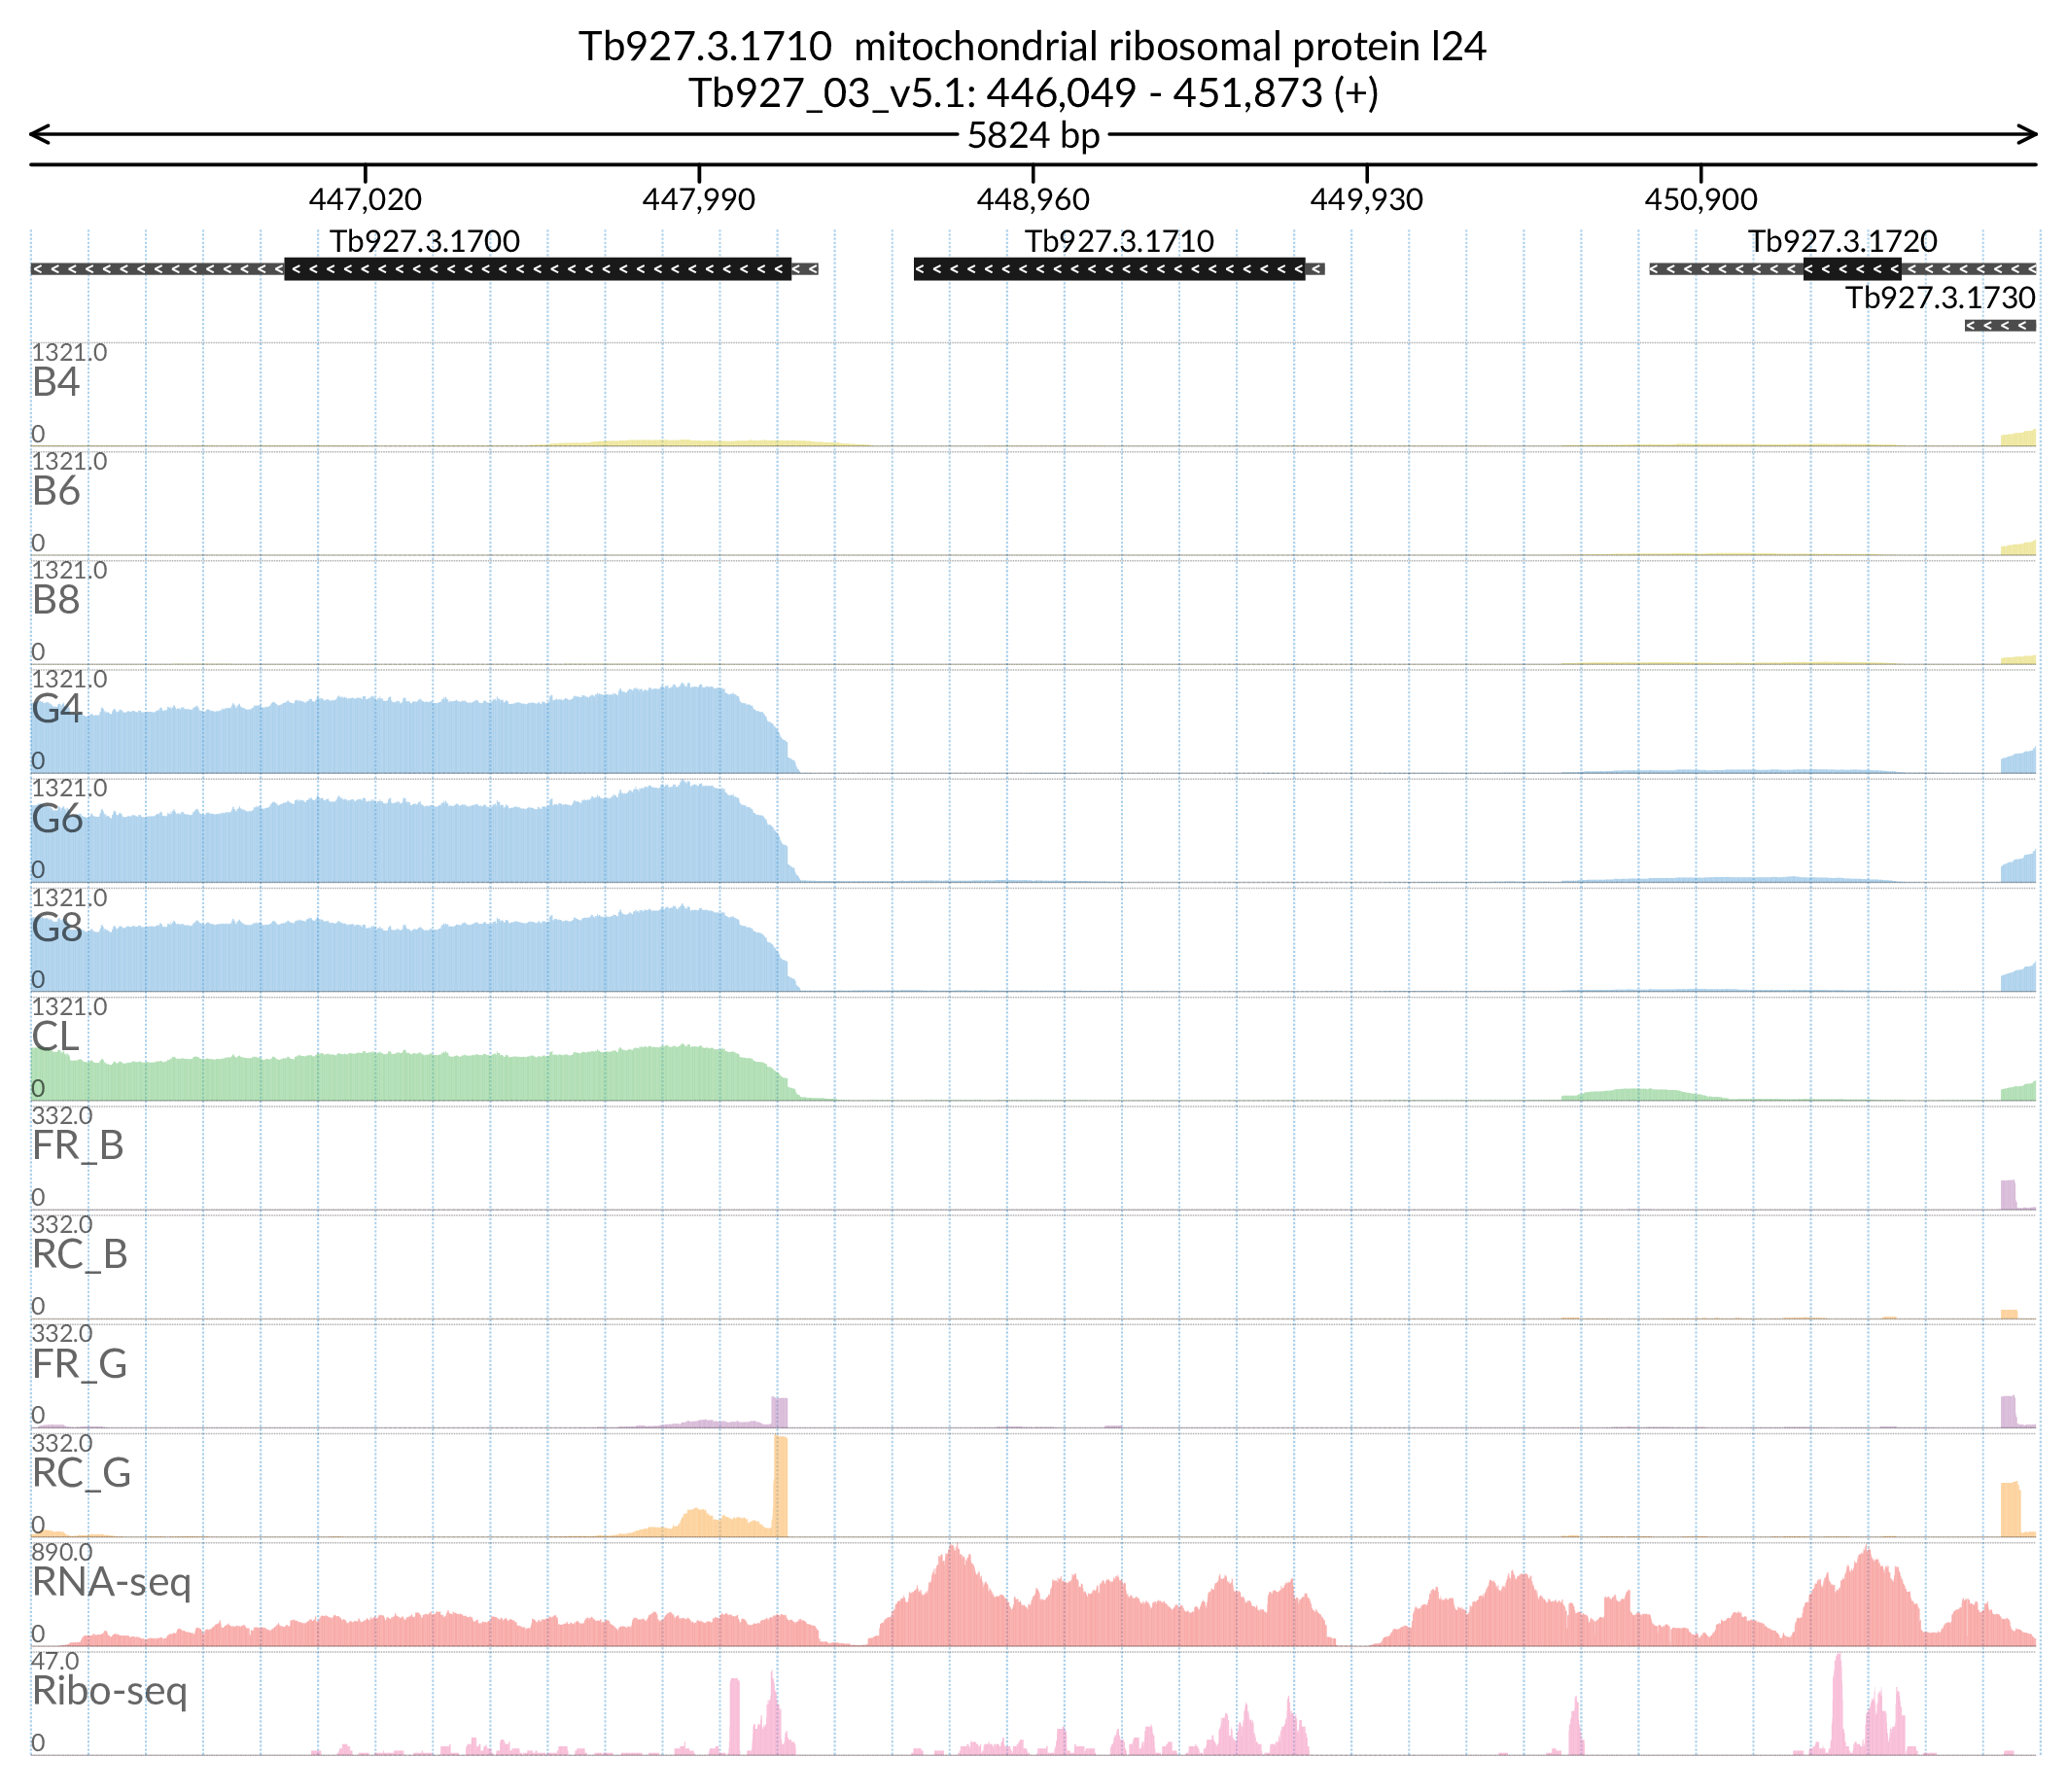 Tb927.3.1710 mitochondrial ribosomal protein l24
Tb927_03_v5.1: 446,049 - 451,873 (+)
5824 bp
447,020 447,990 448,960 449,930 450,900
Tb927.3.1700 Tb927.3.1710 Tb927.3.1720
Tb927.3.1730
1321.0
B4
0
1321.0
B6
0
1321.0
B8
0
1321.0
G4
0
1321.0
G6
0
1321.0
G8
0
1321.0
CL
0
332.0
FR_B
0
332.0
RC_B
0
332.0
FR_G
0
332.0
RC_G
0
890.0
RNA-seq
0
47.0
Ribo-seq
0